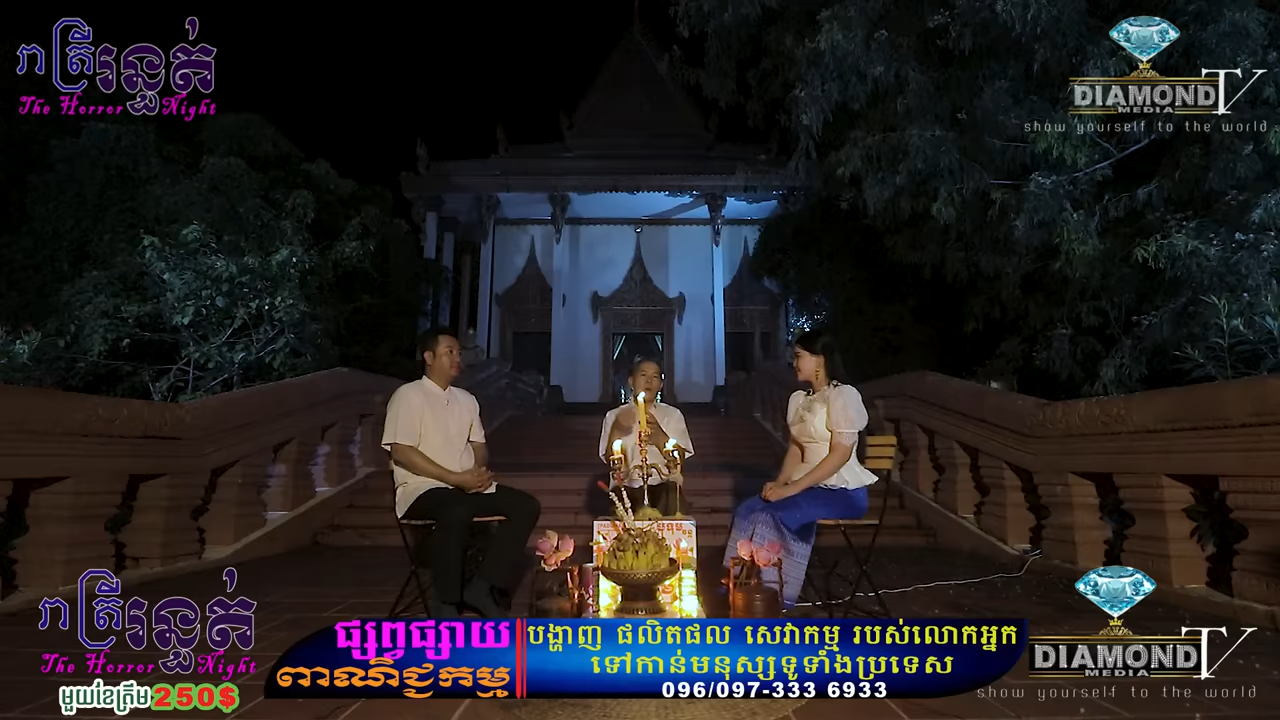 រាត្រីរន្ធត់
The Horror Night
DIAMOND TV
MEDIA
show yourself to the world
រាត្រីរន្ធត់
The Horror Night
មួយខែត្រឹម 250$
ផ្សព្វផ្សាយ
ពាណិជ្ជកម្ម
បង្ហាញ ផលិតផល សេវាកម្ម របស់លោកអ្នក
ទៅកាន់មនុស្សទូទាំងប្រទេស
096/097-333 6933
DIAMOND TV
MEDIA
show yourself to the world